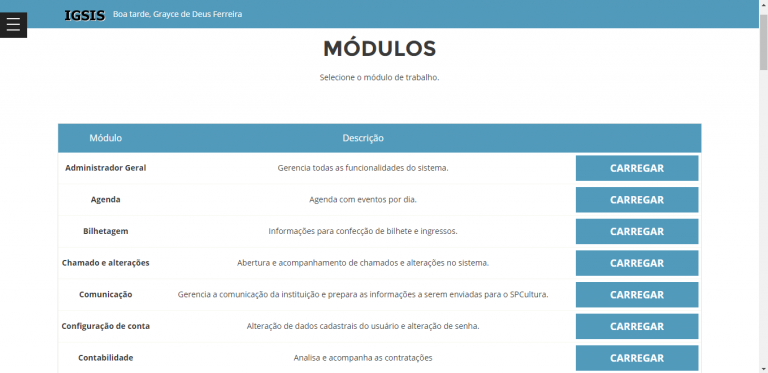 IGSIS Boa tarde, Grayce de Deus Ferreira
MÓDULOS
Selecione o módulo de trabalho.
Módulo Descrição
Administrador Geral Gerencia todas as funcionalidades do sistema. CARREGAR
Agenda Agenda com eventos por dia. CARREGAR
Bilhetagem Informações para confecção de bilhete e ingressos. CARREGAR
Chamado e alterações Abertura e acompanhamento de chamados e alterações no sistema. CARREGAR
Comunicação Gerencia a comunicação da instituição e prepara as informações a serem enviadas para o SPCultura. CARREGAR
Configuração de conta Alteração de dados cadastrais do usuário e alteração de senha. CARREGAR
Contabilidade Analisa e acompanha as contratações CARREGAR